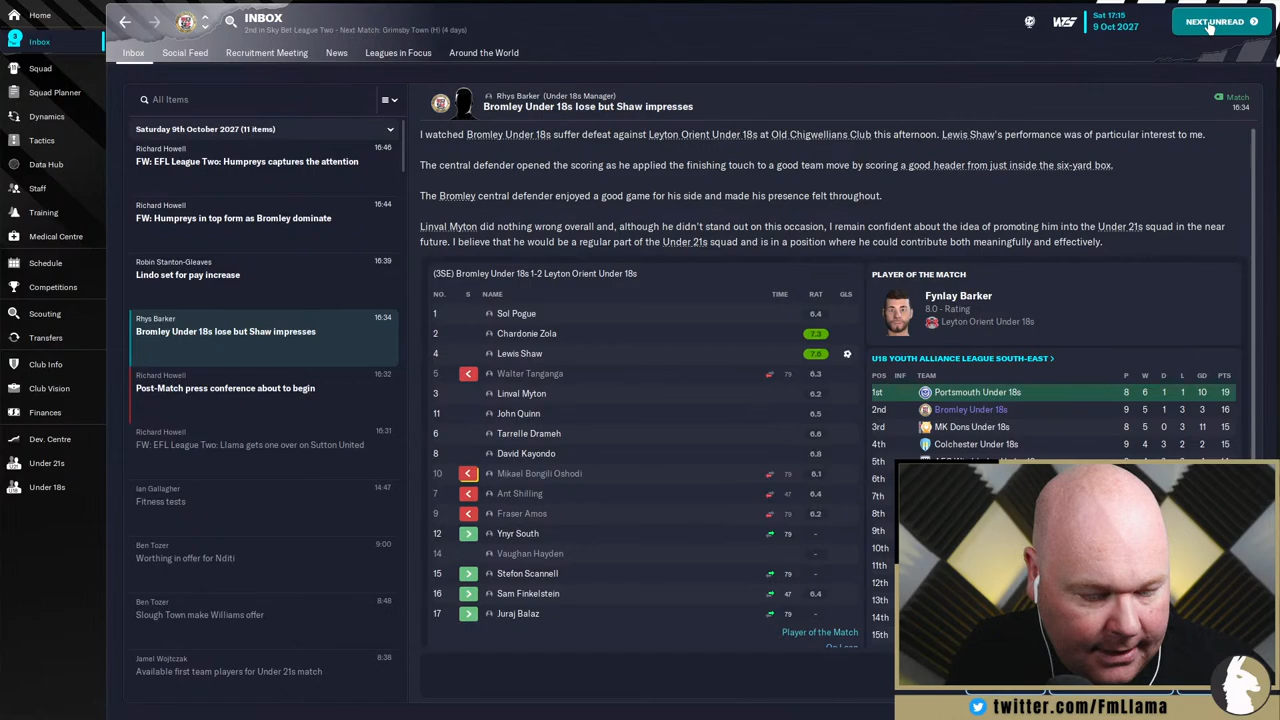 Home
3
Inbox
Squad
Squad Planner
Dynamics
Tactics
Data Hub
Staff
Training
Medical Centre
Schedule
Competitions
Scouting
Transfers
Club Info
Club Vision
Finances
Dev. Centre
Under 21s
Under 18s
INBOX
2nd in Sky Bet League Two - Next Match: Grimsby Town (H) (4 days)
Sat 17:15
9 Oct 2027
NEXT UNREAD
Inbox Social Feed Recruitment Meeting News Leagues in Focus Around the World
All Items
Saturday 9th October 2027 (11 items)
Richard Howell 16:46
FW: EFL League Two: Humpreys captures the attention
Richard Howell 16:44
FW: Humpreys in top form as Bromley dominate
Robin Stanton-Gleaves 16:39
Lindo set for pay increase
Rhys Barker 16:34
Bromley Under 18s lose but Shaw impresses
Richard Howell 16:32
Post-Match press conference about to begin
Richard Howell 16:31
FW: EFL League Two: Llama gets one over on Sutton United
Ian Gallagher 14:47
Fitness tests
Ben Tozer 9:00
Worthing in offer for Nditi
Ben Tozer 8:48
Slough Town make Williams offer
Jamel Wojtczak 8:38
Available first team players for Under 21s match
Rhys Barker (Under 18s Manager)
Bromley Under 18s lose but Shaw impresses
Match
16:34
I watched Bromley Under 18s suffer defeat against Leyton Orient Under 18s at Old Chigwellians Club this afternoon. Lewis Shaw's performance was of particular interest to me.
The central defender opened the scoring as he applied the finishing touch to a good team move by scoring a good header from just inside the six-yard box.
The Bromley central defender enjoyed a good game for his side and made his presence felt throughout.
Linval Myton did nothing wrong overall and, although he didn't stand out on this occasion, I remain confident about the idea of promoting him into the Under 21s squad in the near
future. I believe that he would be a regular part of the Under 21s squad and is in a position where he could contribute both meaningfully and effectively.
(3SE) Bromley Under 18s 1-2 Leyton Orient Under 18s
NO. S NAME TIME RAT GLS
1 Sol Pogue 6.4
2 Chardonie Zola 7.3
4 Lewis Shaw 7.6
5 Walter Tanganga 79 6.3
3 Linval Myton 6.2
11 John Quinn 6.5
6 Tarrelle Drameh 6.6
8 David Kayondo 6.8
10 Mikael Bongili Oshodi 79 6.1
7 Ant Shilling 47 6.4
9 Fraser Amos 79 6.2
12 Ynyr South 79 -
14 Vaughan Hayden -
15 Stefon Scannell 79 -
16 Sam Finkelstein 47 6.4
17 Juraj Balaz 79 -
Player of the Match
On Loan
PLAYER OF THE MATCH
Fynlay Barker
8.0 - Rating
Leyton Orient Under 18s
U18 YOUTH ALLIANCE LEAGUE SOUTH-EAST >
POS INF TEAM P W D L GD PTS
1st Portsmouth Under 18s 8 6 1 1 10 19
2nd Bromley Under 18s 9 5 1 3 3 16
3rd MK Dons Under 18s 8 5 0 3 11 15
4th Colchester Under 18s 9 4 3 2 2 15
5th
6th
7th
8th
9th
10th
11th
12th
13th
14th
15th
twitter.com/FmLlama